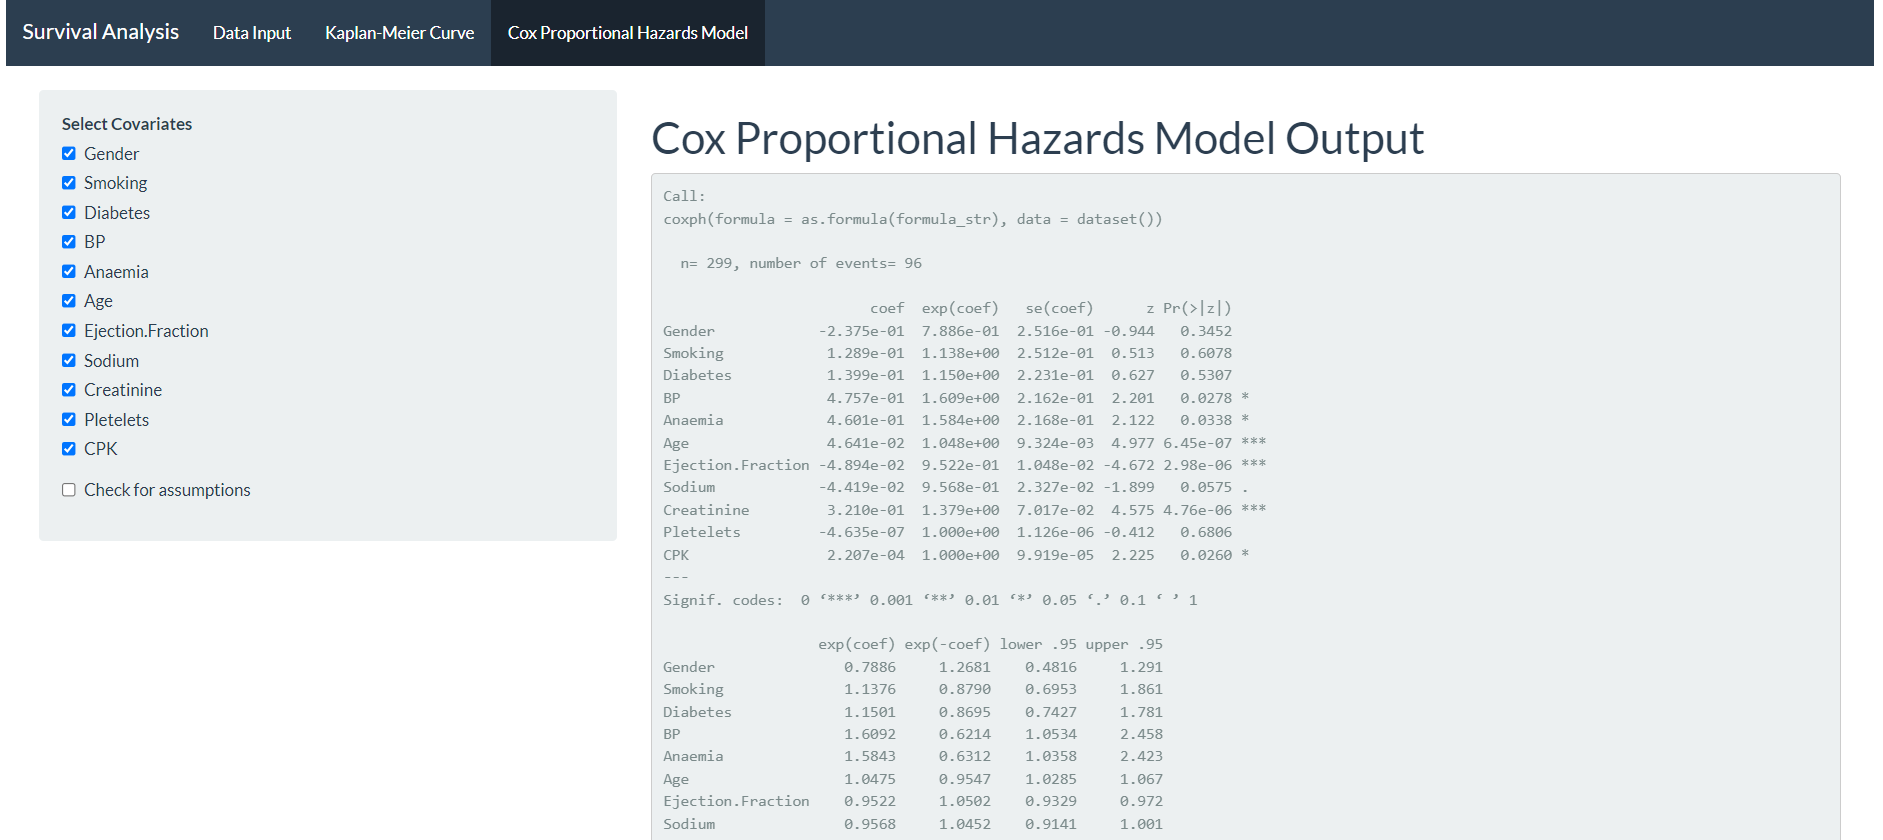 Survival Analysis Data Input Kaplan-Meier Curve Cox Proportional Hazards Model
Select Covariates
Gender
Smoking
Diabetes
BP
Anaemia
Age
Ejection.Fraction
Sodium
Creatinine
Pletelets
CPK
Check for assumptions
Cox Proportional Hazards Model Output
Call:
coxph(formula = as.formula(formula_str), data = dataset())
n= 299, number of events= 96
coef exp(coef) se(coef) z Pr(>|z|)
Gender -2.375e-01 7.886e-01 2.516e-01 -0.944 0.3452
Smoking 1.289e-01 1.138e+00 2.512e-01 0.513 0.6078
Diabetes 1.399e-01 1.150e+00 2.231e-01 0.627 0.5307
BP 4.757e-01 1.609e+00 2.162e-01 2.201 0.0278 *
Anaemia 4.601e-01 1.584e+00 2.168e-01 2.122 0.0338 *
Age 4.641e-02 1.048e+00 9.324e-03 4.977 6.45e-07 ***
Ejection.Fraction -4.894e-02 9.522e-01 1.048e-02 -4.672 2.98e-06 ***
Sodium -4.419e-02 9.568e-01 2.327e-02 -1.899 0.0575 .
Creatinine 3.210e-01 1.379e+00 7.017e-02 4.575 4.76e-06 ***
Pletelets -4.635e-07 1.000e+00 1.126e-06 -0.412 0.6806
CPK 2.207e-04 1.000e+00 9.919e-05 2.225 0.0260 *
---
Signif. codes: 0 ‘***’ 0.001 ‘**’ 0.01 ‘*’ 0.05 ‘.’ 0.1 ‘ ’ 1
exp(coef) exp(-coef) lower .95 upper .95
Gender 0.7886 1.2681 0.4816 1.291
Smoking 1.1376 0.8790 0.6953 1.861
Diabetes 1.1501 0.8695 0.7427 1.781
BP 1.6092 0.6214 1.0534 2.458
Anaemia 1.5843 0.6312 1.0358 2.423
Age 1.0475 0.9547 1.0285 1.067
Ejection.Fraction 0.9522 1.0502 0.9329 0.972
Sodium 0.9568 1.0452 0.9141 1.001